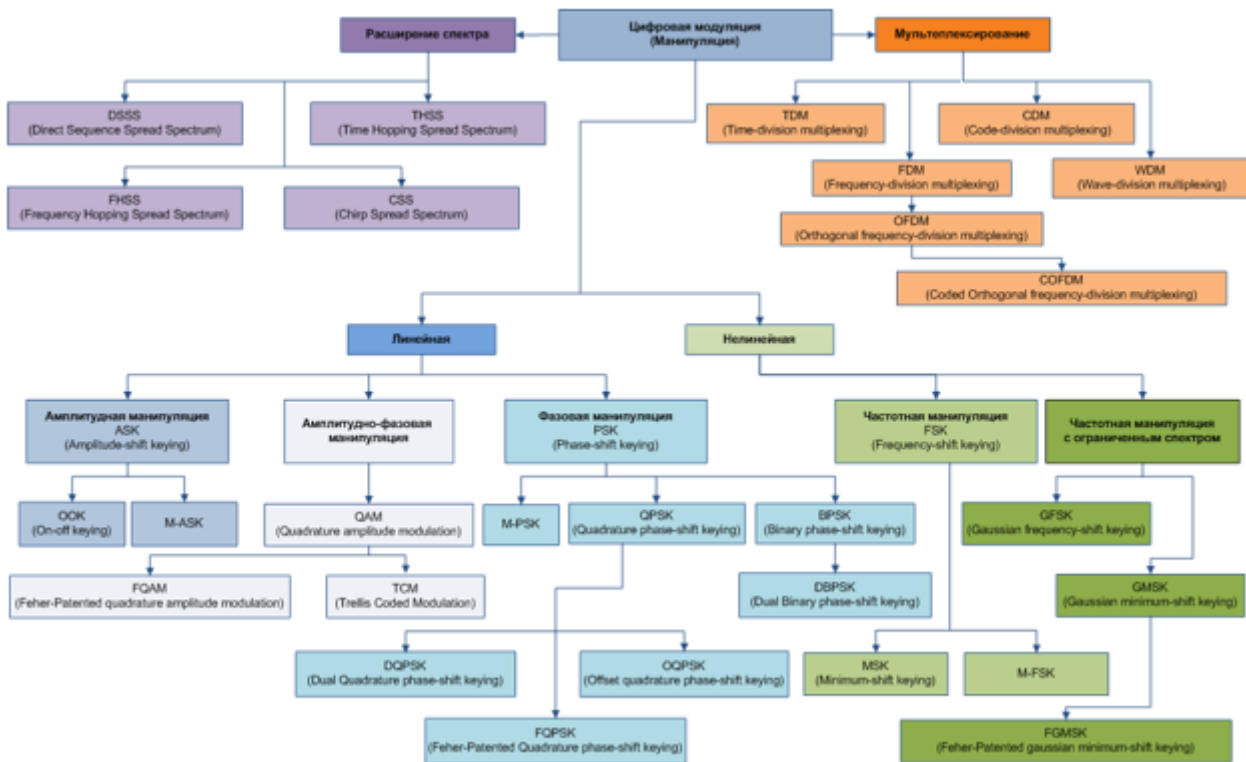 Расширение спектра
Цифровая модуляция
(Манипуляция)
Мультеплексирование
DSSS
(Direct Sequence Spread Spectrum)
THSS
(Time Hopping Spread Spectrum)
TDM
(Time-division multiplexing)
CDM
(Code-division multiplexing)
FHSS
(Frequency Hopping Spread Spectrum)
CSS
(Chirp Spread Spectrum)
FDM
(Frequency-division multiplexing)
WDM
(Wave-division multiplexing)
OFDM
(Orthogonal frequency-division multiplexing)
COFDM
(Coded Orthogonal frequency-division multiplexing)
Линейная
Нелинейная
Амплитудная манипуляция
ASK
(Amplitude-shift keying)
Амплитудно-фазовая
манипуляция
Фазовая манипуляция
PSK
(Phase-shift keying)
Частотная манипуляция
FSK
(Frequency-shift keying)
Частотная манипуляция
с ограниченным спектром
OOK
(On-off keying)
M-ASK
QAM
(Quadrature amplitude modulation)
M-PSK
QPSK
(Quadrature phase-shift keying)
BPSK
(Binary phase-shift keying)
GFSK
(Gaussian frequency-shift keying)
FQAM
(Feher-Patented quadrature amplitude modulation)
TCM
(Trellis Coded Modulation)
DBPSK
(Dual Binary phase-shift keying)
GMSK
(Gaussian minimum-shift keying)
DQPSK
(Dual Quadrature phase-shift keying)
OQPSK
(Offset quadrature phase-shift keying)
MSK
(Minimum-shift keying)
M-FSK
FQPSK
(Feher-Patented Quadrature phase-shift keying)
FGMSK
(Feher-Patented gaussian minimum-shift keying)